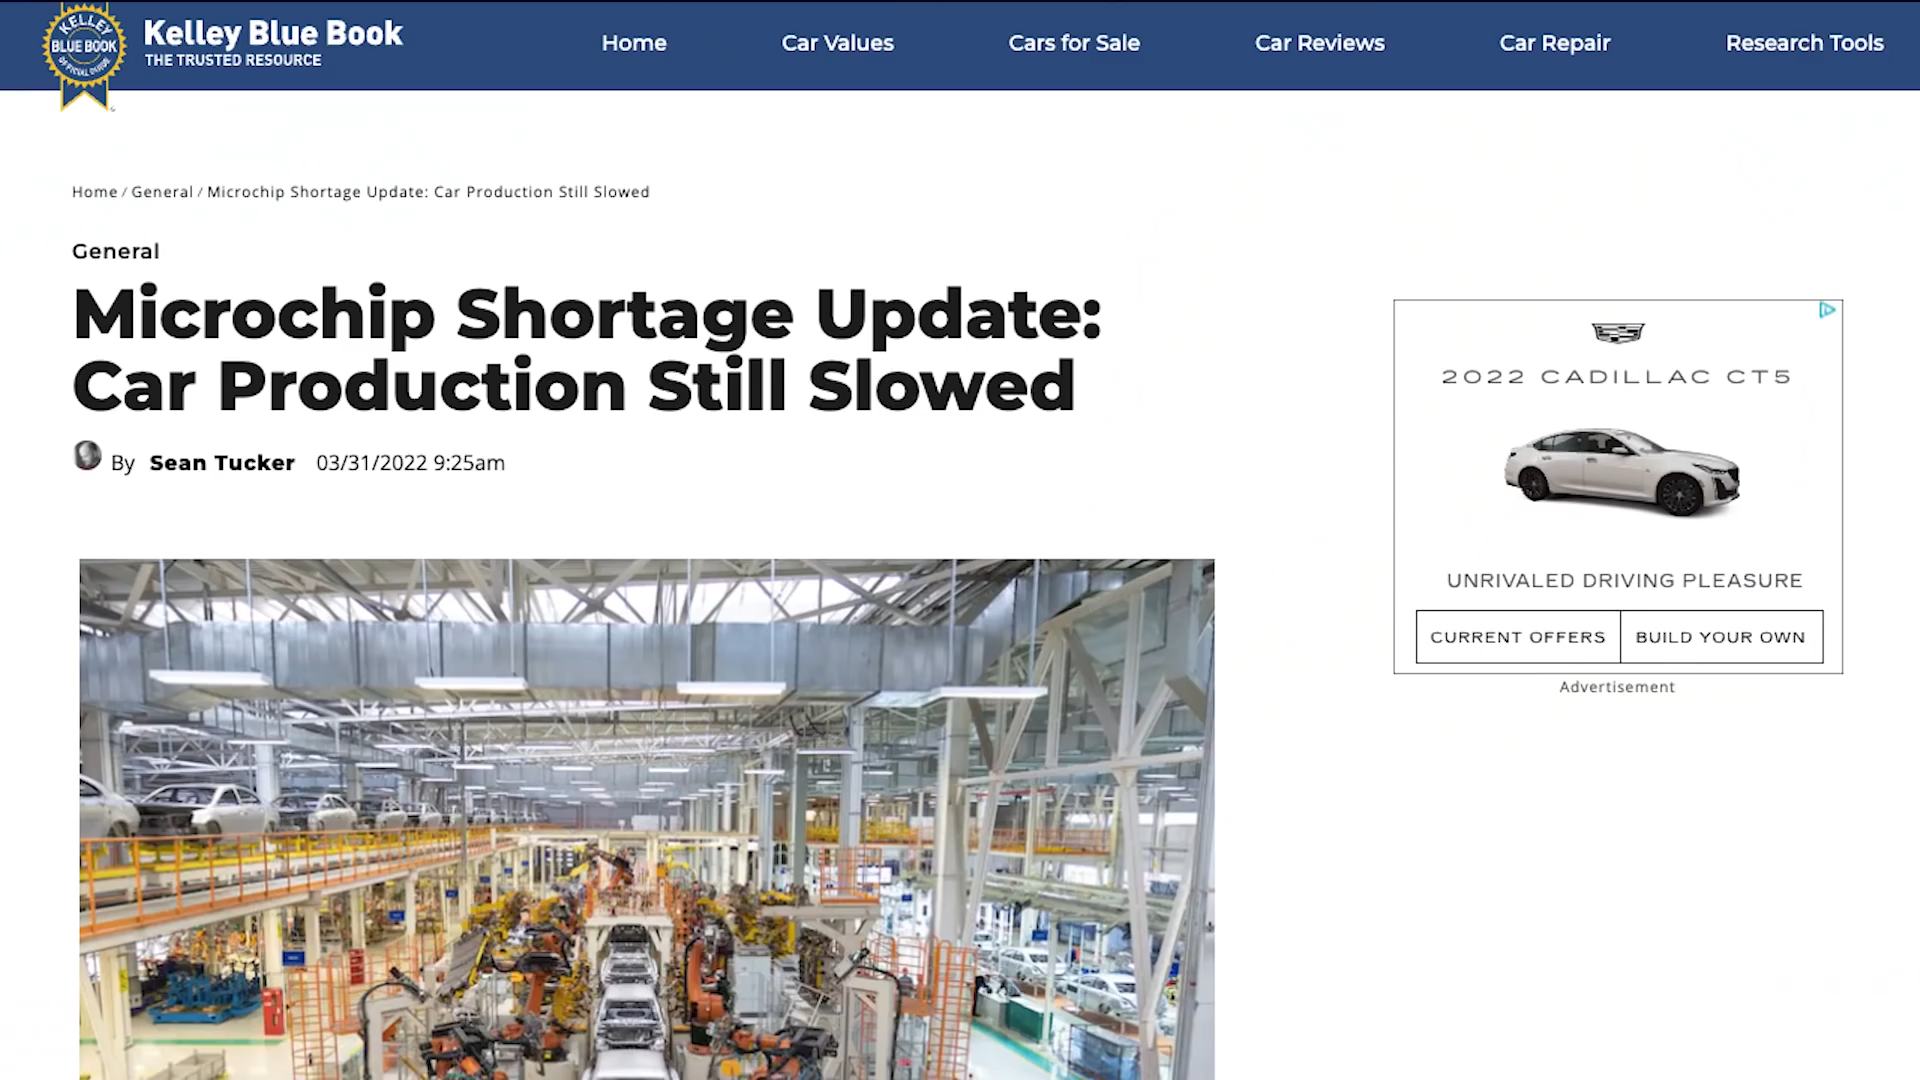 KELLEY
BLUE BOOK
OFFICIAL GUIDE
Kelley Blue Book
THE TRUSTED RESOURCE
Home
Car Values
Cars for Sale
Car Reviews
Car Repair
Research Tools
Home / General / Microchip Shortage Update: Car Production Still Slowed
General
Microchip Shortage Update:
Car Production Still Slowed
By Sean Tucker 03/31/2022 9:25am
2022 CADILLAC CT5
UNRIVALED DRIVING PLEASURE
CURRENT OFFERS
BUILD YOUR OWN
Advertisement